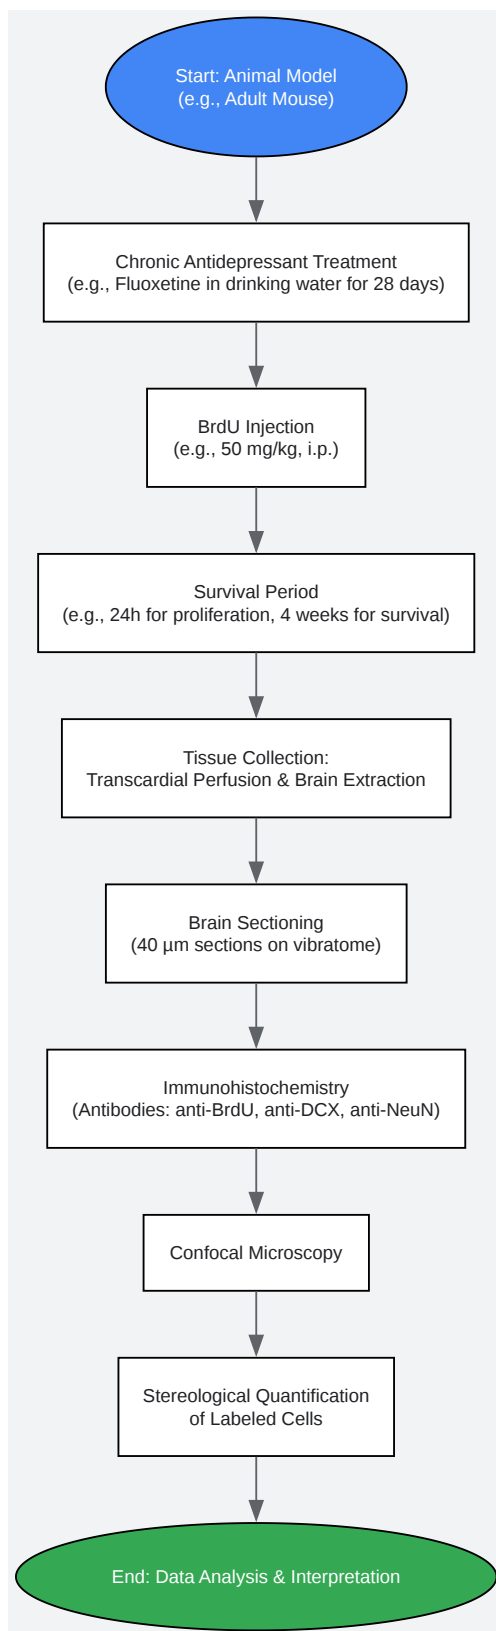 Start: Animal Model
(e.g., Adult Mouse)
Chronic Antidepressant Treatment
(e.g., Fluoxetine in drinking water for 28 days)
BrdU Injection
(e.g., 50 mg/kg, i.p.)
Survival Period
(e.g., 24h for proliferation, 4 weeks for survival)
Tissue Collection:
Transcardial Perfusion & Brain Extraction
Brain Sectioning
(40 µm sections on vibratome)
Immunohistochemistry
(Antibodies: anti-BrdU, anti-DCX, anti-NeuN)
Confocal Microscopy
Stereological Quantification
of Labeled Cells
End: Data Analysis & Interpretation